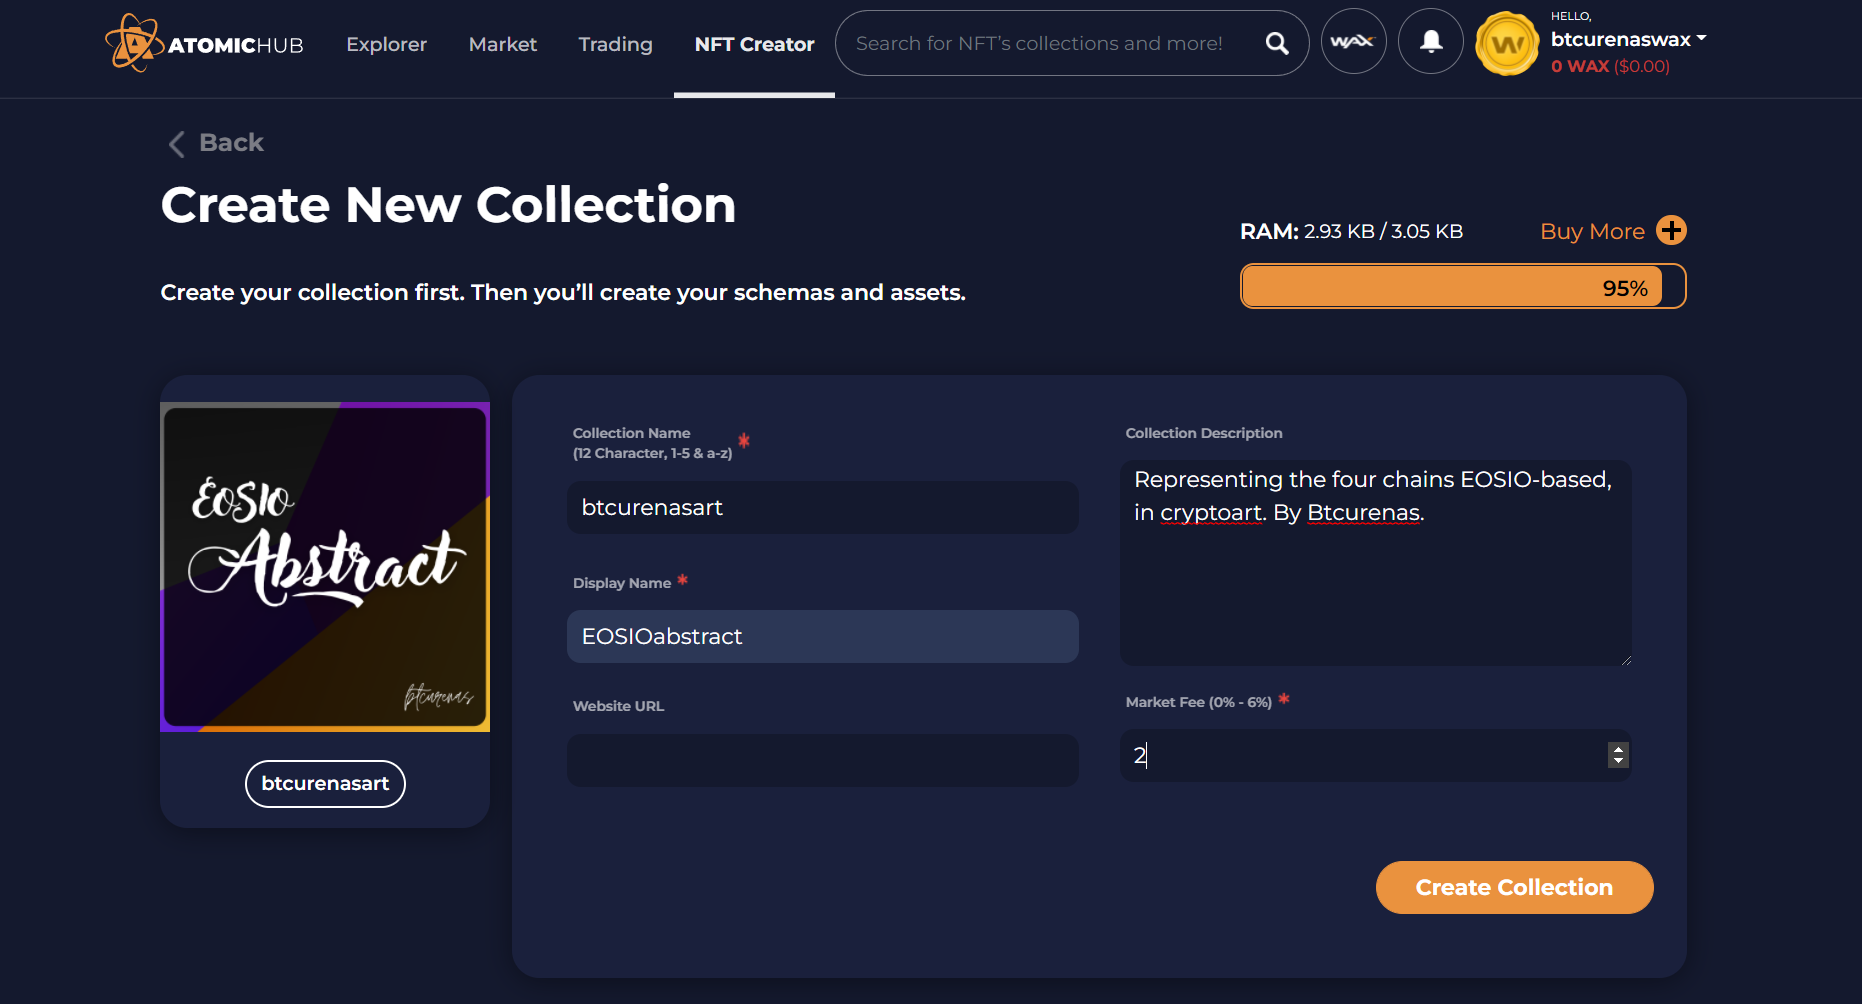 ATOMICHUB
Explorer
Market
Trading
NFT Creator
Search for NFT's collections and more!
WAX
W
HELLO,
btcurenaswax
0 WAX ($0.00)
Back
Create New Collection
RAM: 2.93 KB / 3.05 KB
Buy More
Create your collection first. Then you'll create your schemas and assets.
95%
EOSIO
Abstract
btcurenas
btcurenasart
Collection Name *
(12 Character, 1-5 & a-z)
btcurenasart
Display Name *
EOSIOabstract
Website URL
Collection Description
Representing the four chains EOSIO-based,
in cryptoart. By Btcurenas.
Market Fee (0% - 6%) *
2
Create Collection